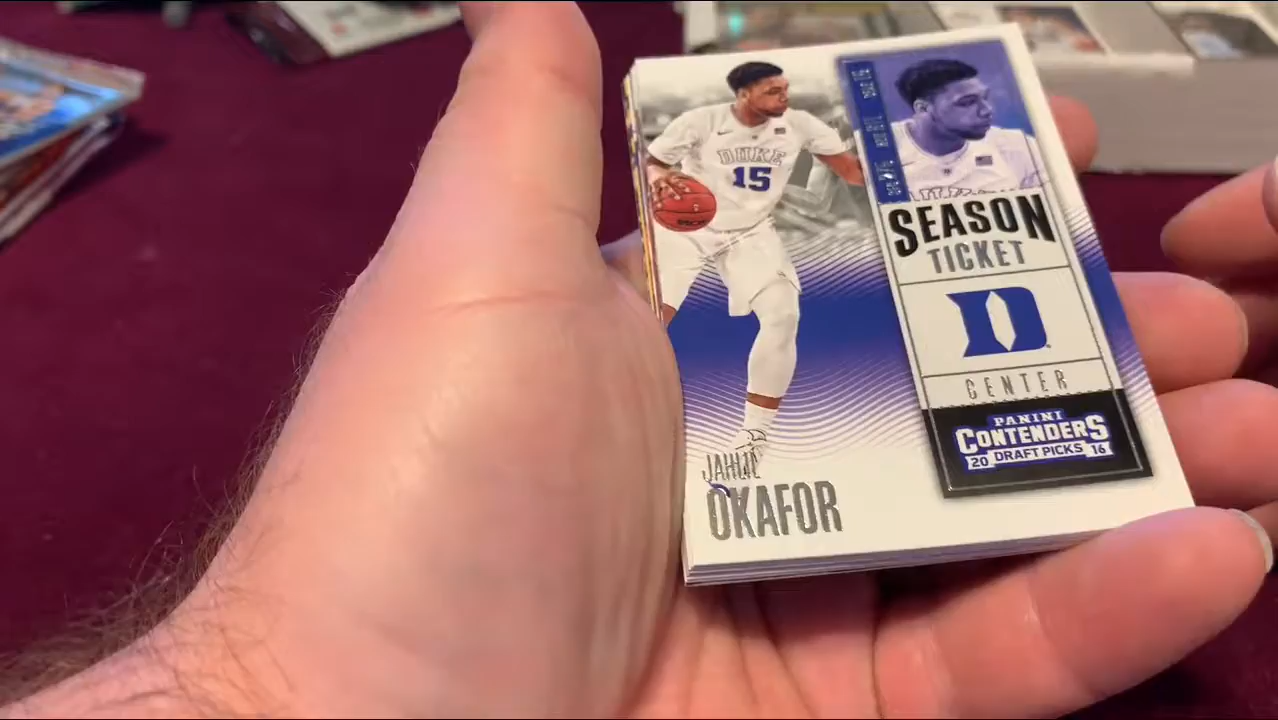 DUKE
15
SEASON
TICKET
D
CENTER
PANINI
CONTENDERS
20 DRAFT PICKS 16
JAHLIL
OKAFOR